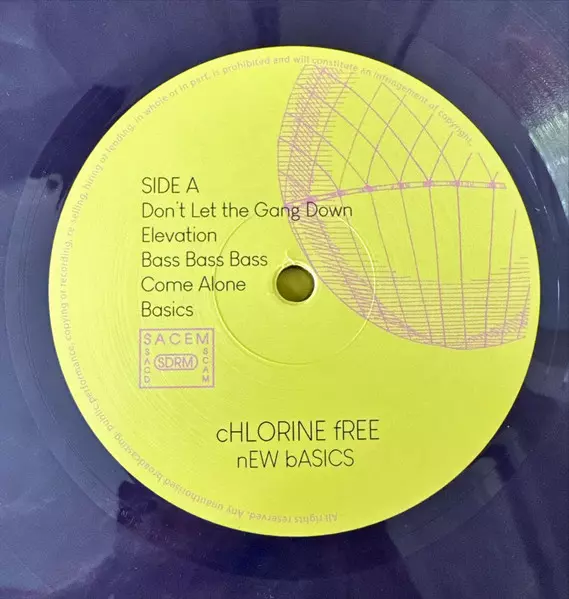 SIDE A
Don't Let the Gang Down
Elevation
Bass Bass Bass
Come Alone
Basics
SACEM
SACD
SDRM
SCAM
cHLORINE fREE
nEW bASICS
All rights reserved. Any unauthorised broadcasting, public performance, copying or recording, re-selling, hiring or lending, in whole or in part, is prohibited and will constitute an infringement of copyright.